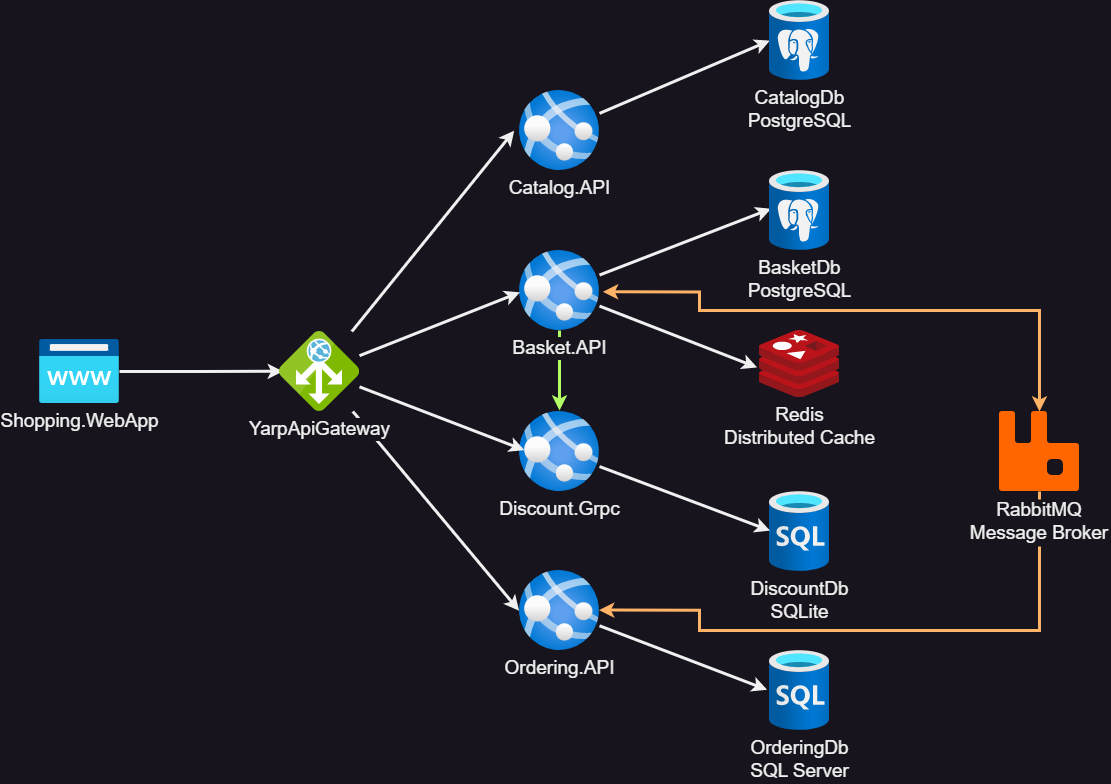 CatalogDb
PostgreSQL
Catalog.API
BasketDb
PostgreSQL
Basket.API
WWW
Shopping.WebApp
YarpApiGateway
Redis
Distributed Cache
Discount.Grpc
RabbitMQ
Message Broker
SQL
DiscountDb
SQLite
Ordering.API
SQL
OrderingDb
SQL Server